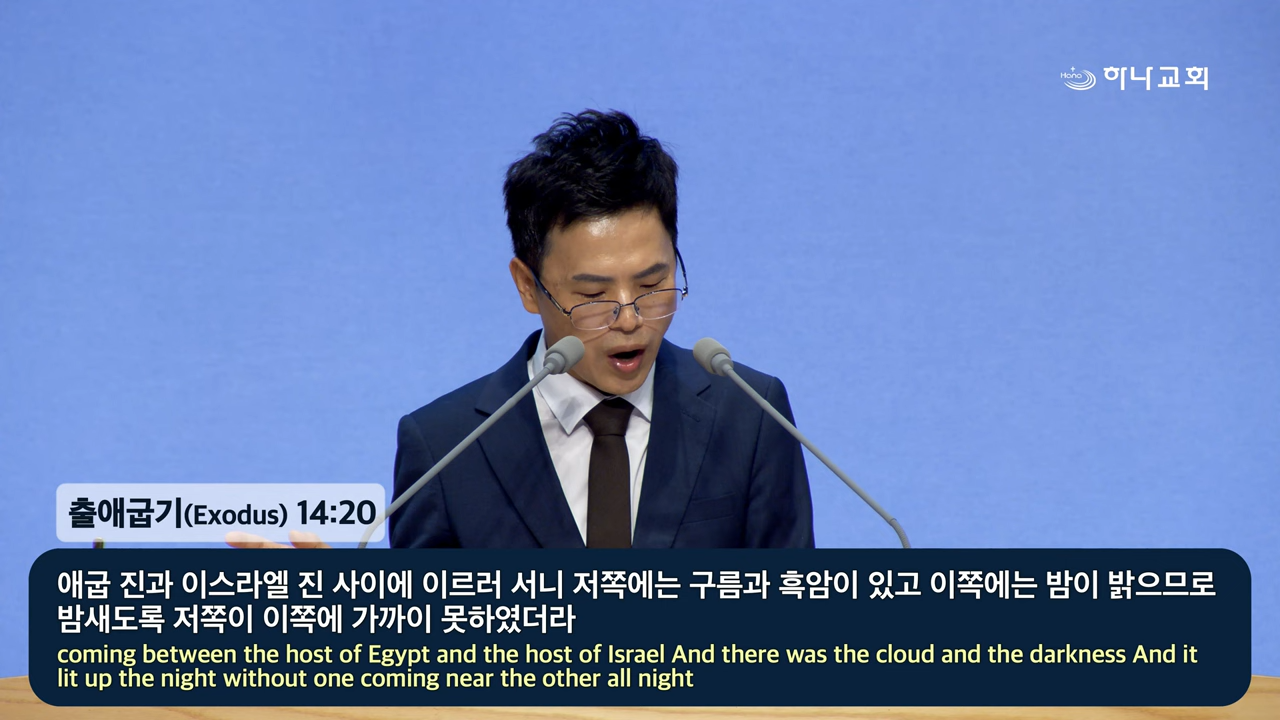 Hana 하나교회
출애굽기(Exodus) 14:20
애굽 진과 이스라엘 진 사이에 이르러 서니 저쪽에는 구름과 흑암이 있고 이쪽에는 밤이 밝으므로
밤새도록 저쪽이 이쪽에 가까이 못하였더라
coming between the host of Egypt and the host of Israel And there was the cloud and the darkness And it
lit up the night without one coming near the other all night